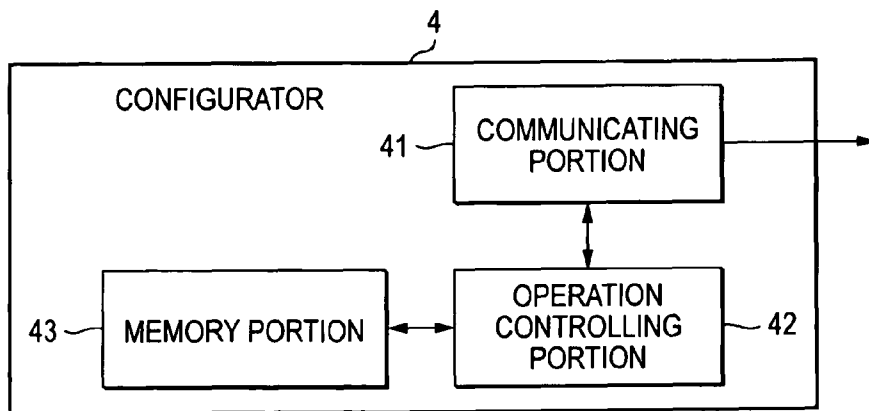 4
CONFIGURATOR
41
COMMUNICATING
PORTION
43
MEMORY PORTION
OPERATION
CONTROLLING
PORTION
42